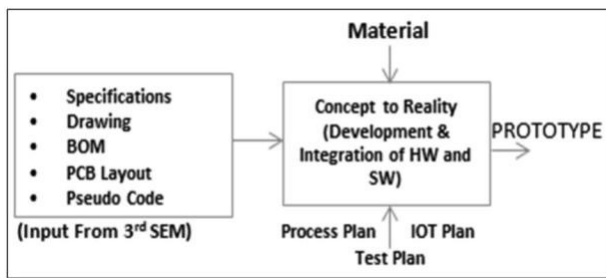 Material
• Specifications
• Drawing
• BOM
• PCB Layout
• Pseudo Code
(Input From 3rd SEM)
Concept to Reality
(Development &
Integration of HW and
SW)
PROTOTYPE
Process Plan IOT Plan
Test Plan